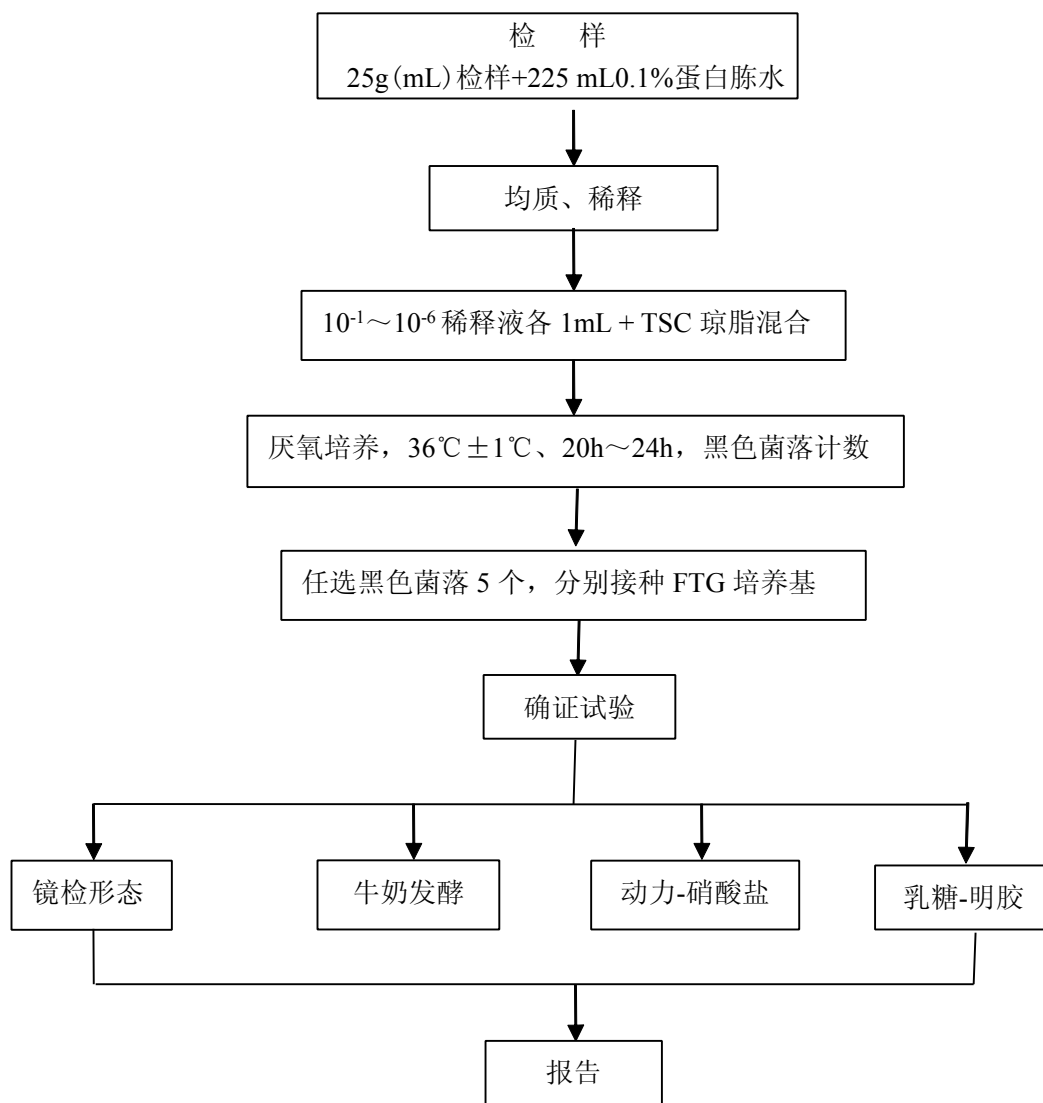 检 样
25g(mL)检样+225 mL0.1%蛋白胨水
均质、稀释
10⁻¹～10⁻⁶ 稀释液各 1mL + TSC 琼脂混合
厌氧培养，36℃±1℃、20h～24h，黑色菌落计数
任选黑色菌落 5 个，分别接种 FTG 培养基
确证试验
镜检形态
牛奶发酵
动力-硝酸盐
乳糖-明胶
报告